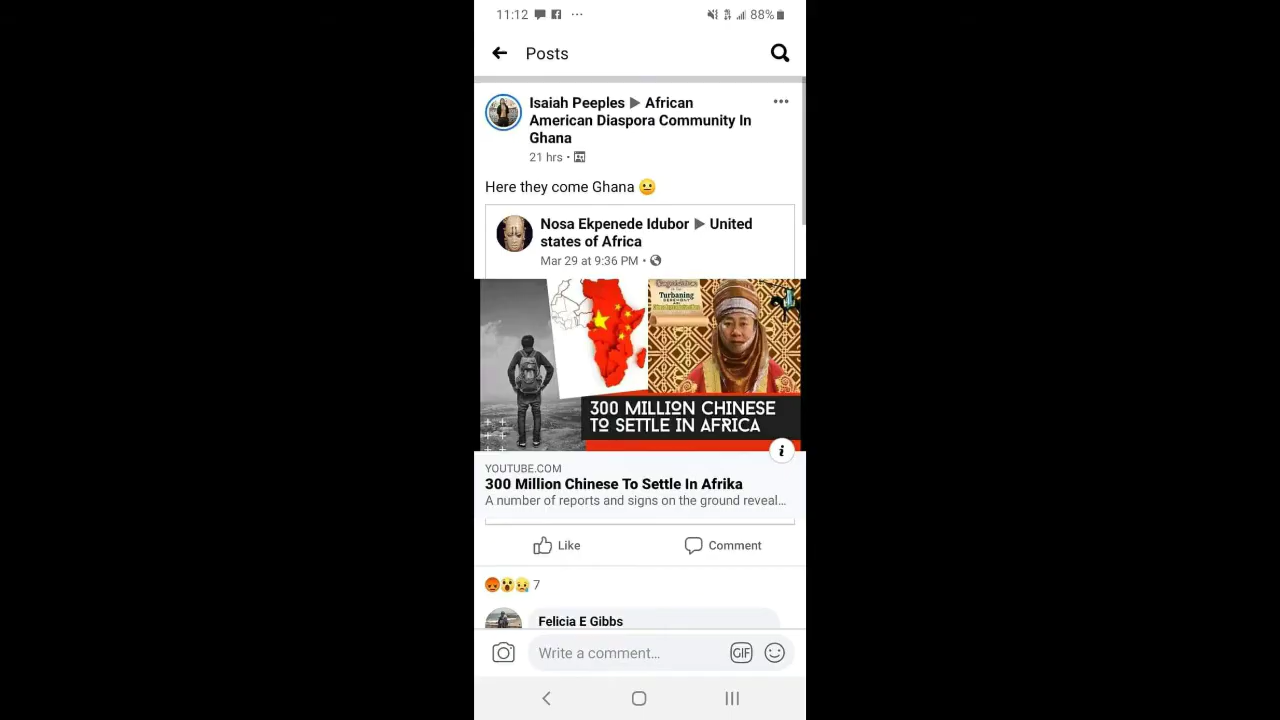 11:12 88%
Posts
Isaiah Peeples ▶ African
American Diaspora Community In
Ghana
21 hrs •
Here they come Ghana 😐
Nosa Ekpenede Idubor ▶ United
states of Africa
Mar 29 at 9:36 PM •
Turbaning
300 MILLION CHINESE
TO SETTLE IN AFRICA
YOUTUBE.COM
300 Million Chinese To Settle In Afrika
A number of reports and signs on the ground reveal...
Like
Comment
7
Felicia E Gibbs
Write a comment...
GIF